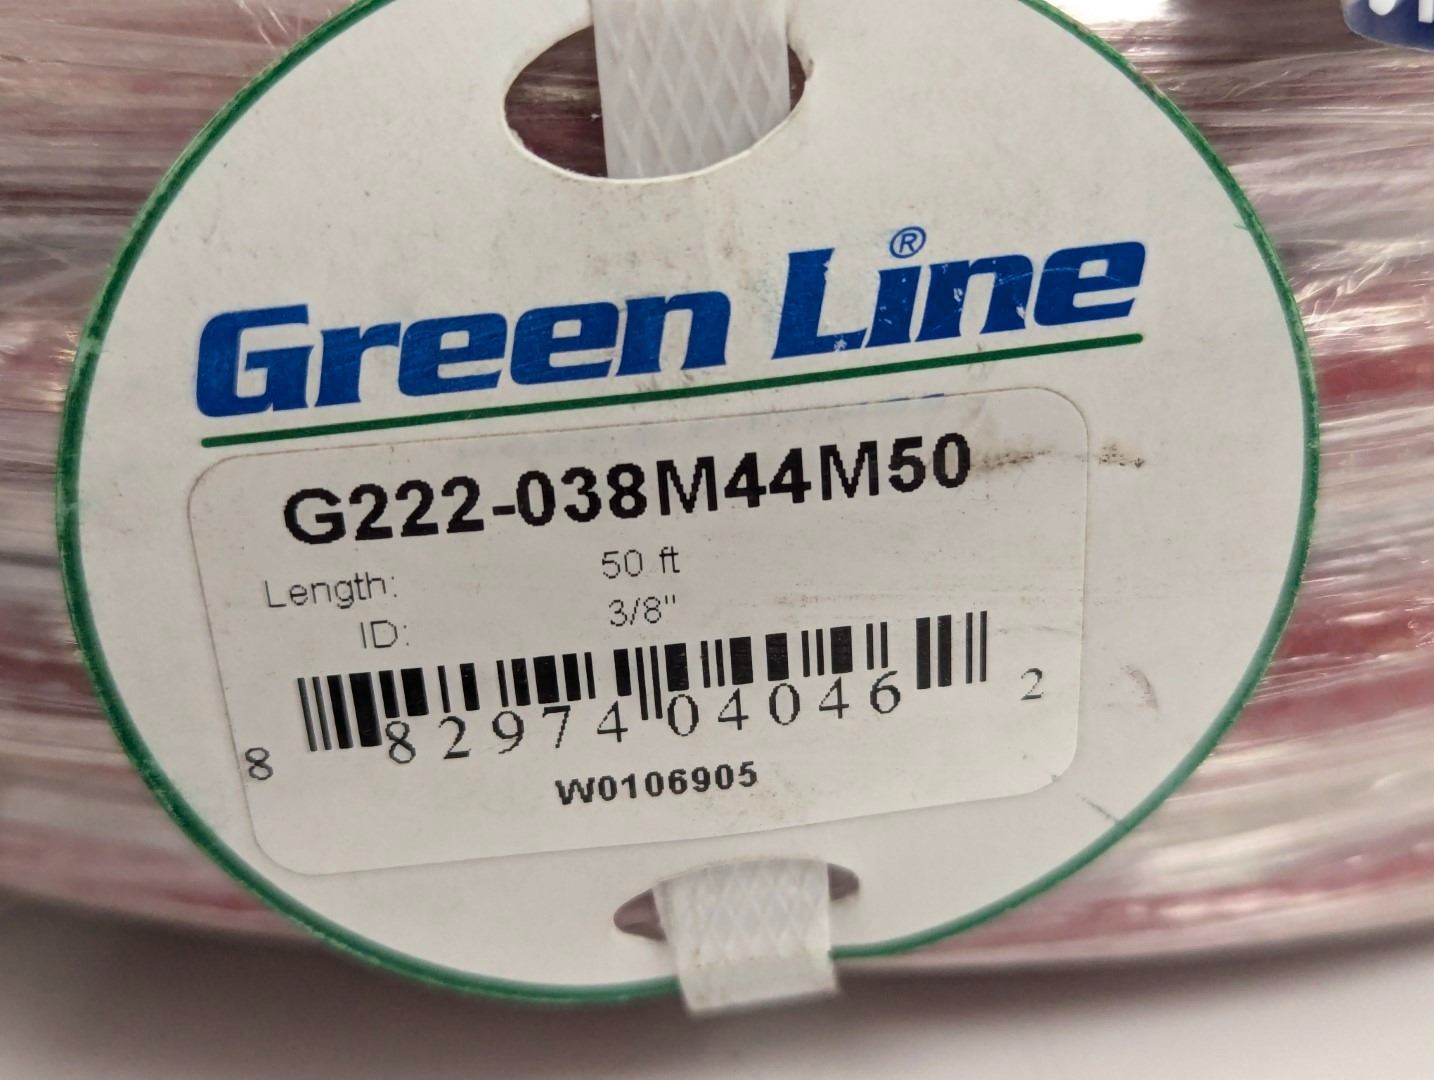 Green Line®
G222-038M44M50
Length: 50 ft
ID: 3/8"
8 82974 04046 2
W0106905